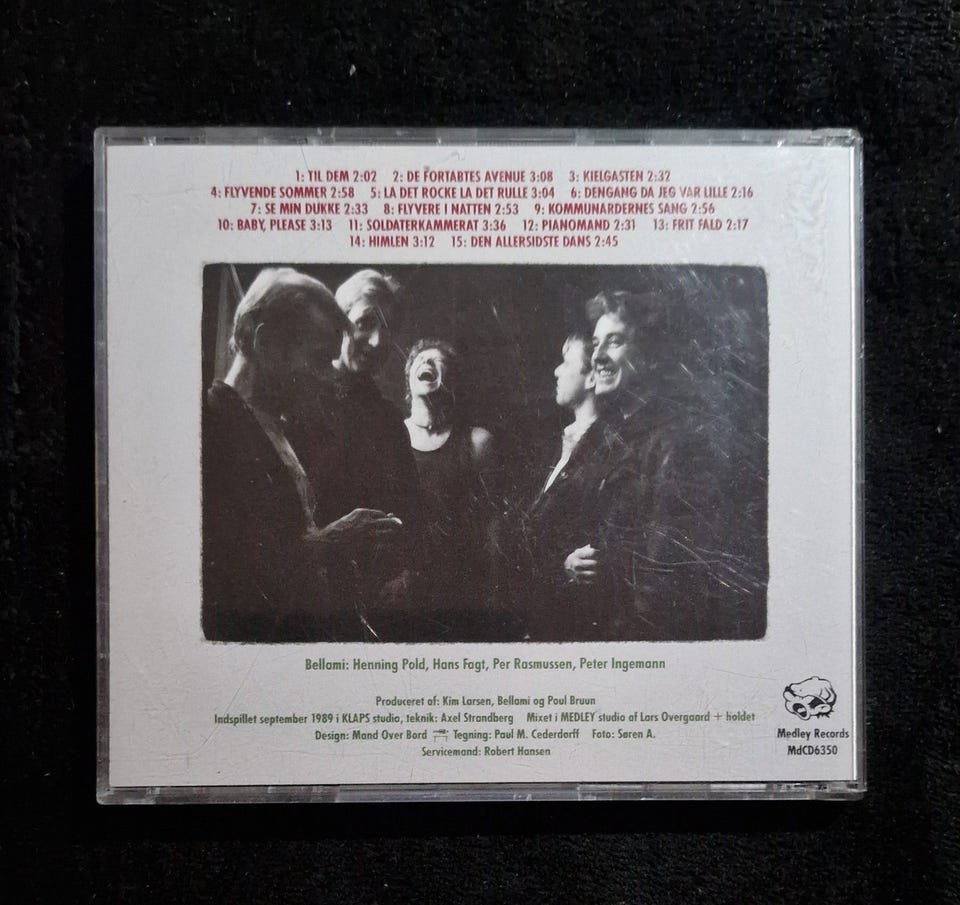 1: TIL DEM 2:02 2: DE FORTABTES AVENUE 3:08 3: KIELGASTEN 2:32
4: FLYVENDE SOMMER 2:58 5: LA DET ROCKE LA DET RULLE 3:04 6: DENGANG DA JEG VAR LILLE 2:16
7: SE MIN DUKKE 2:33 8: FLYVERE I NATTEN 2:53 9: KOMMUNARDERNES SANG 2:56
10: BABY, PLEASE 3:13 11: SOLDATERKAMMERAT 3:36 12: PIANOMAND 2:31 13: FRIT FALD 2:17
14: HIMLEN 3:12 15: DEN ALLERSIDSTE DANS 2:45
Bellami: Henning Pold, Hans Fagt, Per Rasmussen, Peter Ingemann
Produceret af: Kim Larsen, Bellami og Poul Bruun
Indspillet september 1989 i KLAPS studio, teknik: Axel Strandberg Mixet i MEDLEY studio af Lars Overgaard + holdet
Design: Mand Over Bord Tegning: Paul M. Cederdorff Foto: Søren A.
Servicemand: Robert Hansen
Medley Records
MdCD6350